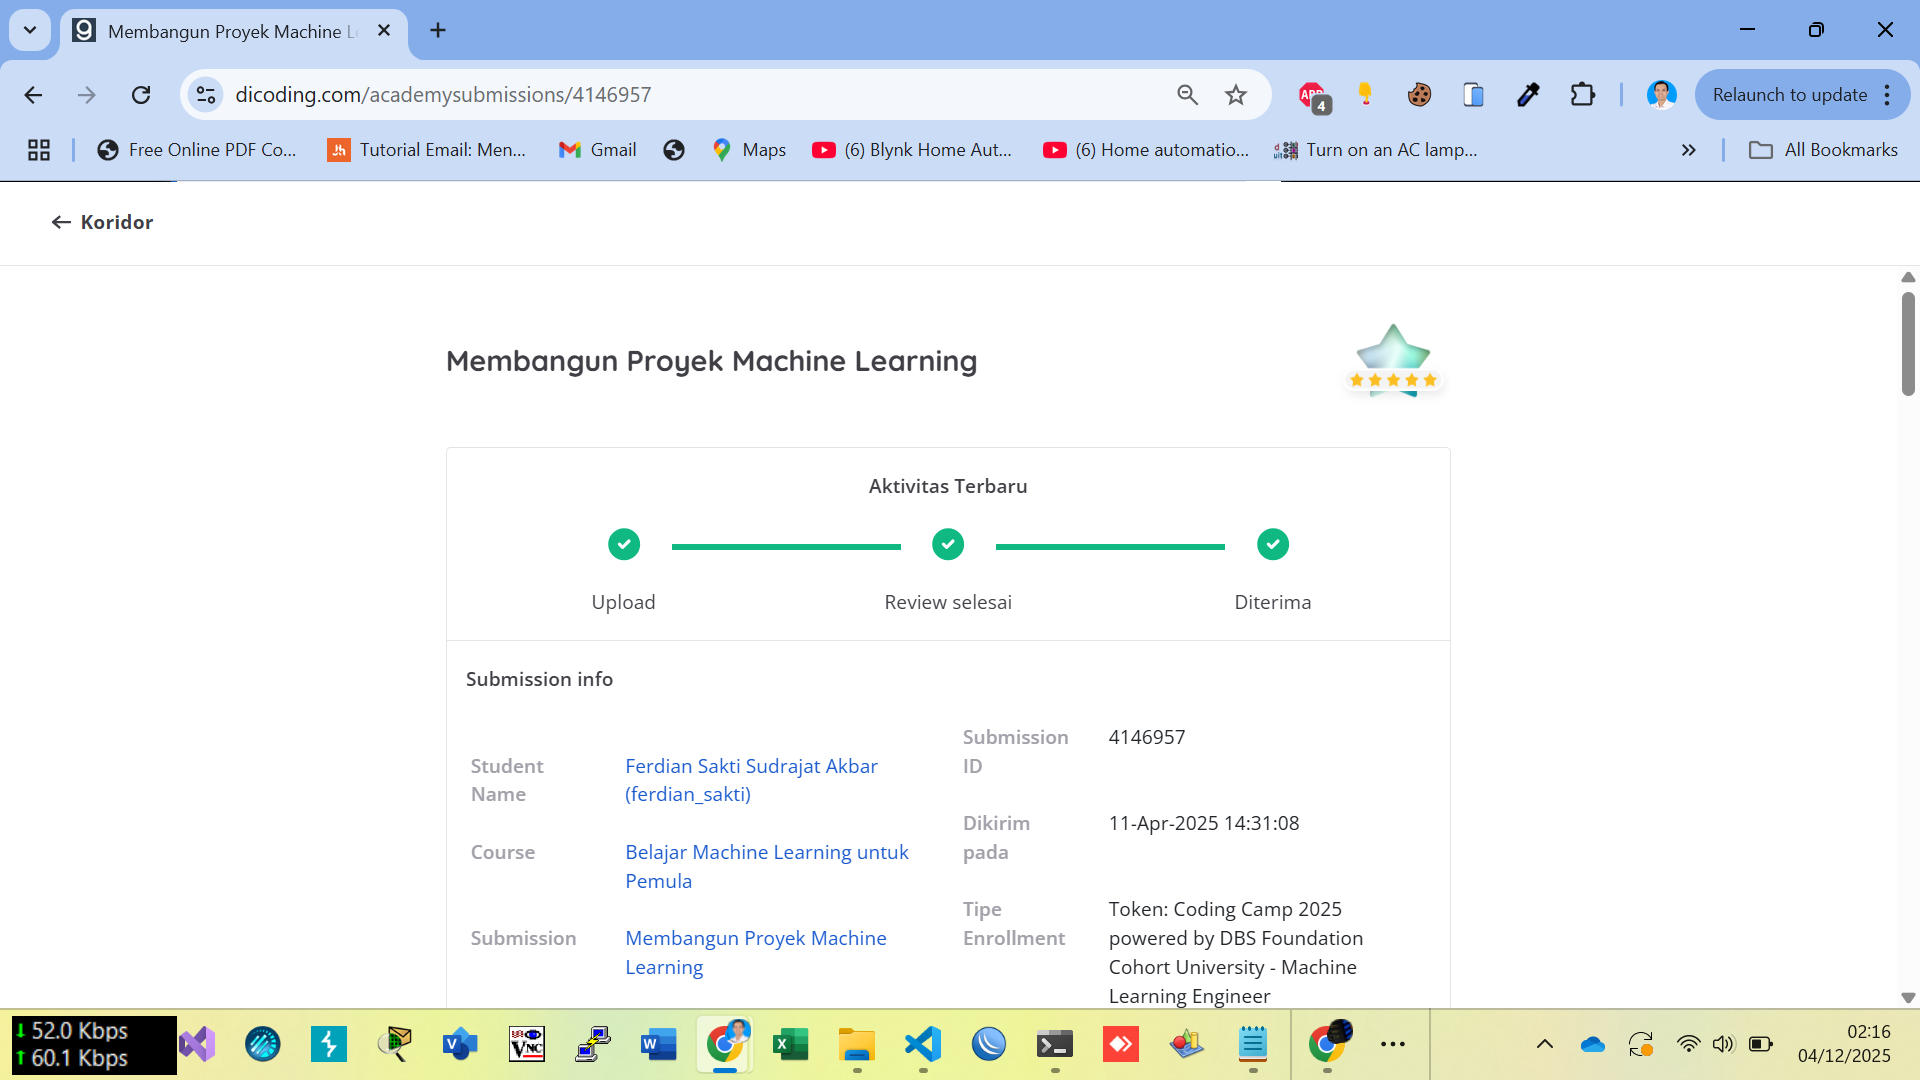 Membangun Proyek Machine L
dicoding.com/academysubmissions/4146957
4
Relaunch to update
Free Online PDF Co...
Tutorial Email: Men...
Gmail
Maps
(6) Blynk Home Aut...
(6) Home automatio...
Turn on an AC lamp...
All Bookmarks
Koridor
Membangun Proyek Machine Learning
Aktivitas Terbaru
Upload
Review selesai
Diterima
Submission info
Student Name
Ferdian Sakti Sudrajat Akbar
(ferdian_sakti)
Course
Belajar Machine Learning untuk
Pemula
Submission
Membangun Proyek Machine
Learning
Submission
ID
4146957
Dikirim
pada
11-Apr-2025 14:31:08
Tipe
Enrollment
Token: Coding Camp 2025
powered by DBS Foundation
Cohort University - Machine
Learning Engineer
52.0 Kbps
60.1 Kbps
02:16
04/12/2025